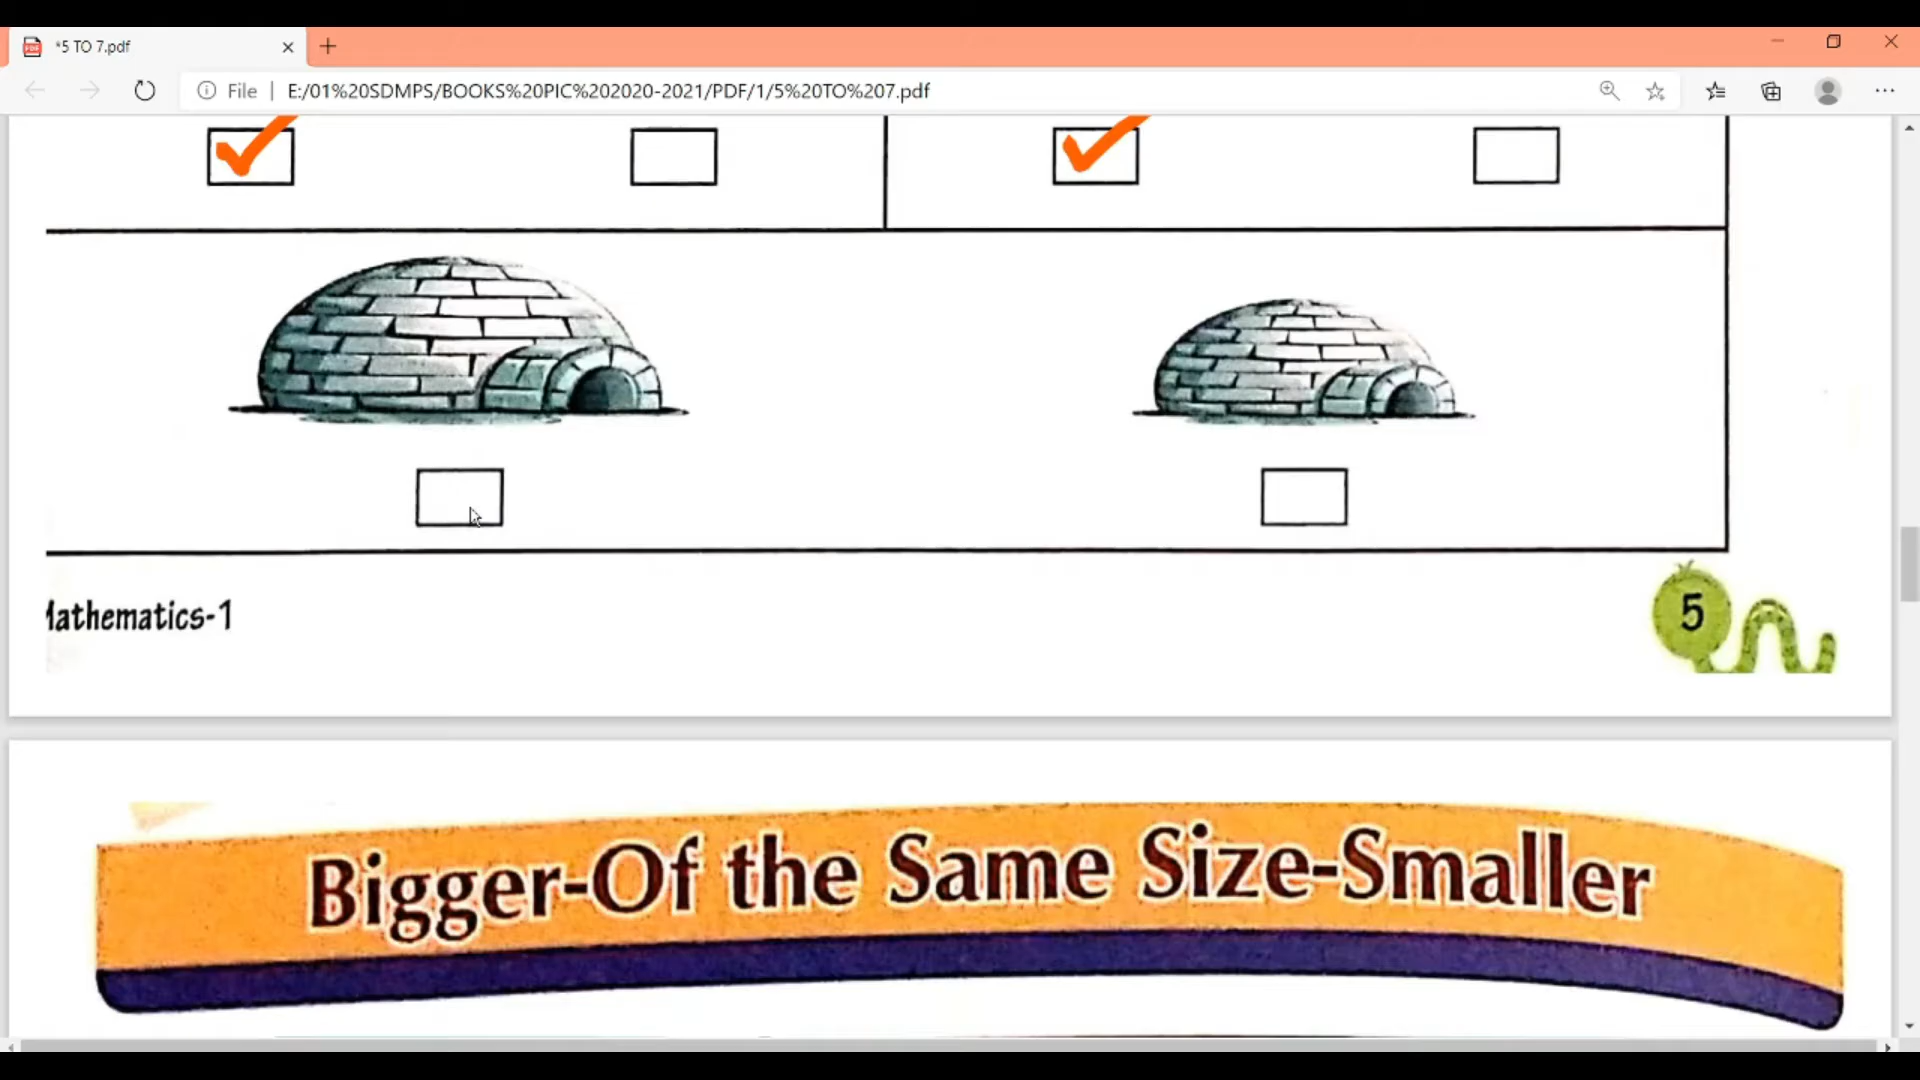 *5 TO 7.pdf
File | E:/01%20SDMPS/BOOKS%20PIC%202020-2021/PDF/1/5%20TO%207.pdf
Mathematics-1
5
Bigger-Of the Same Size-Smaller